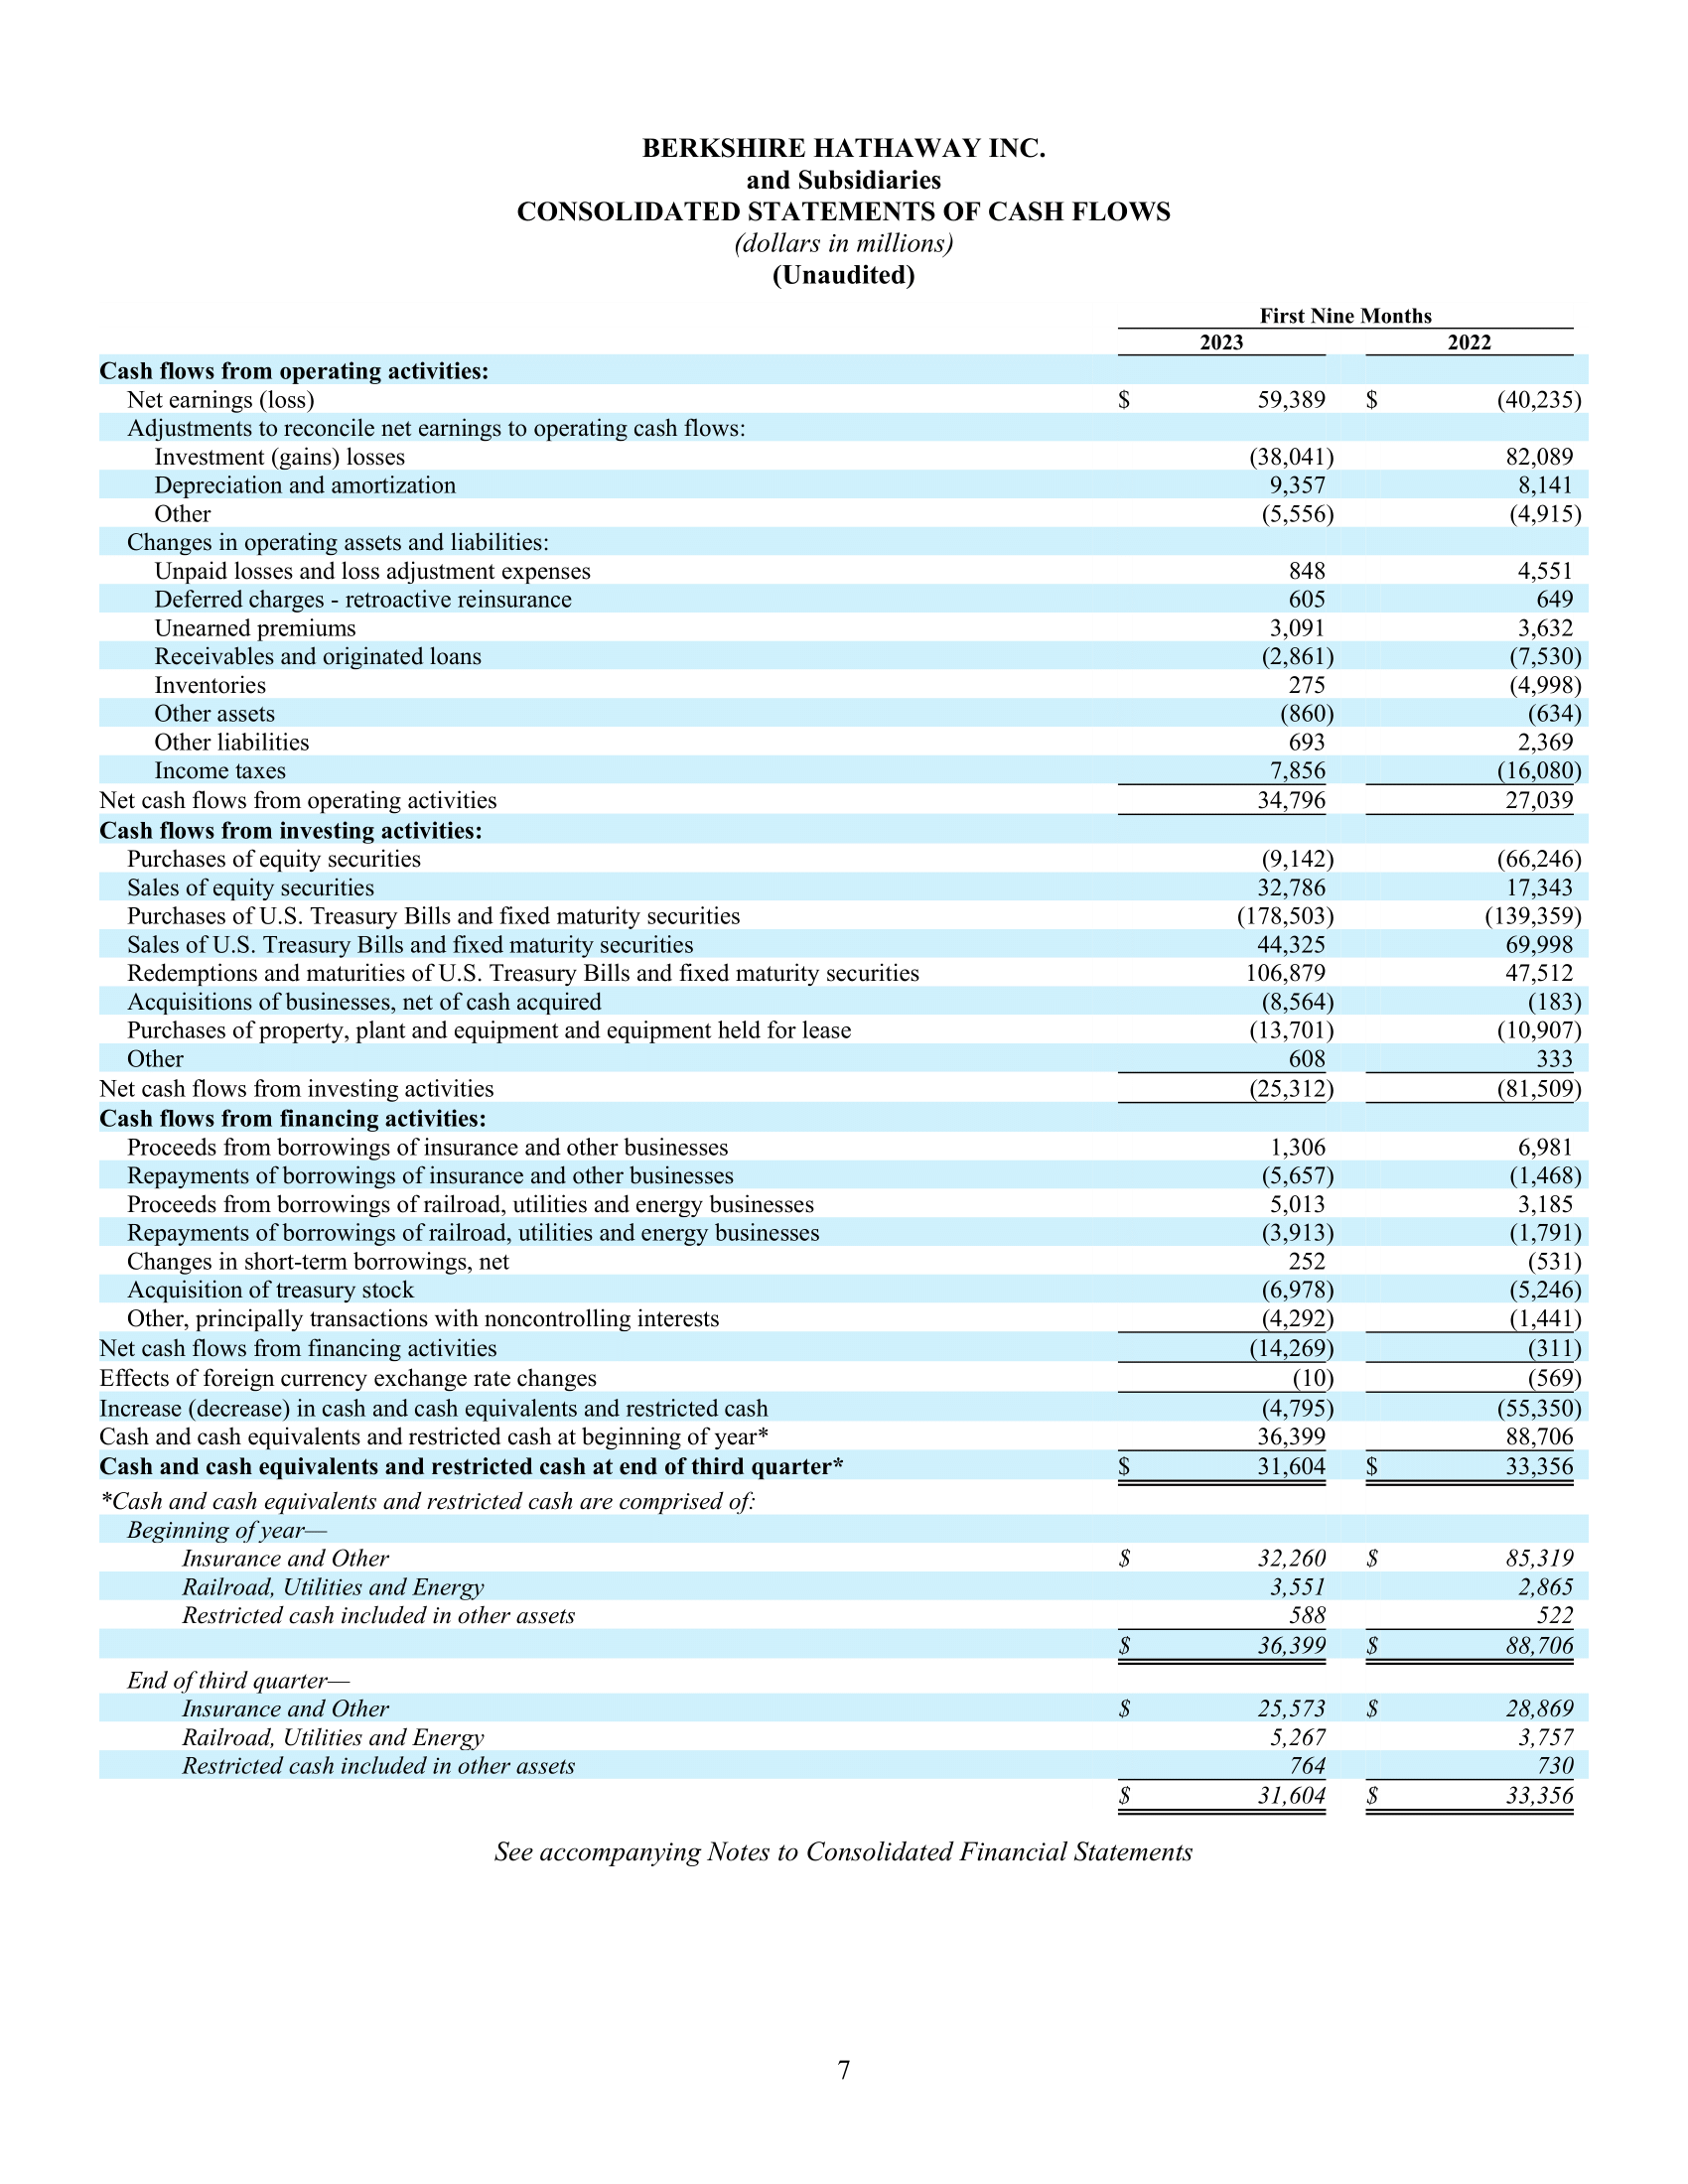 BERKSHIRE HATHAWAY INC.
and Subsidiaries
CONSOLIDATED STATEMENTS OF CASH FLOWS
(dollars in millions)
(Unaudited)
First Nine Months
2023 2022
Cash flows from operating activities:
Net earnings (loss) $ 59,389 $ (40,235)
Adjustments to reconcile net earnings to operating cash flows:
Investment (gains) losses (38,041) 82,089
Depreciation and amortization 9,357 8,141
Other (5,556) (4,915)
Changes in operating assets and liabilities:
Unpaid losses and loss adjustment expenses 848 4,551
Deferred charges - retroactive reinsurance 605 649
Unearned premiums 3,091 3,632
Receivables and originated loans (2,861) (7,530)
Inventories 275 (4,998)
Other assets (860) (634)
Other liabilities 693 2,369
Income taxes 7,856 (16,080)
Net cash flows from operating activities 34,796 27,039
Cash flows from investing activities:
Purchases of equity securities (9,142) (66,246)
Sales of equity securities 32,786 17,343
Purchases of U.S. Treasury Bills and fixed maturity securities (178,503) (139,359)
Sales of U.S. Treasury Bills and fixed maturity securities 44,325 69,998
Redemptions and maturities of U.S. Treasury Bills and fixed maturity securities 106,879 47,512
Acquisitions of businesses, net of cash acquired (8,564) (183)
Purchases of property, plant and equipment and equipment held for lease (13,701) (10,907)
Other 608 333
Net cash flows from investing activities (25,312) (81,509)
Cash flows from financing activities:
Proceeds from borrowings of insurance and other businesses 1,306 6,981
Repayments of borrowings of insurance and other businesses (5,657) (1,468)
Proceeds from borrowings of railroad, utilities and energy businesses 5,013 3,185
Repayments of borrowings of railroad, utilities and energy businesses (3,913) (1,791)
Changes in short-term borrowings, net 252 (531)
Acquisition of treasury stock (6,978) (5,246)
Other, principally transactions with noncontrolling interests (4,292) (1,441)
Net cash flows from financing activities (14,269) (311)
Effects of foreign currency exchange rate changes (10) (569)
Increase (decrease) in cash and cash equivalents and restricted cash (4,795) (55,350)
Cash and cash equivalents and restricted cash at beginning of year* 36,399 88,706
Cash and cash equivalents and restricted cash at end of third quarter* $ 31,604 $ 33,356
*Cash and cash equivalents and restricted cash are comprised of:
Beginning of year—
Insurance and Other $ 32,260 $ 85,319
Railroad, Utilities and Energy 3,551 2,865
Restricted cash included in other assets 588 522
$ 36,399 $ 88,706
End of third quarter—
Insurance and Other $ 25,573 $ 28,869
Railroad, Utilities and Energy 5,267 3,757
Restricted cash included in other assets 764 730
$ 31,604 $ 33,356
See accompanying Notes to Consolidated Financial Statements
7